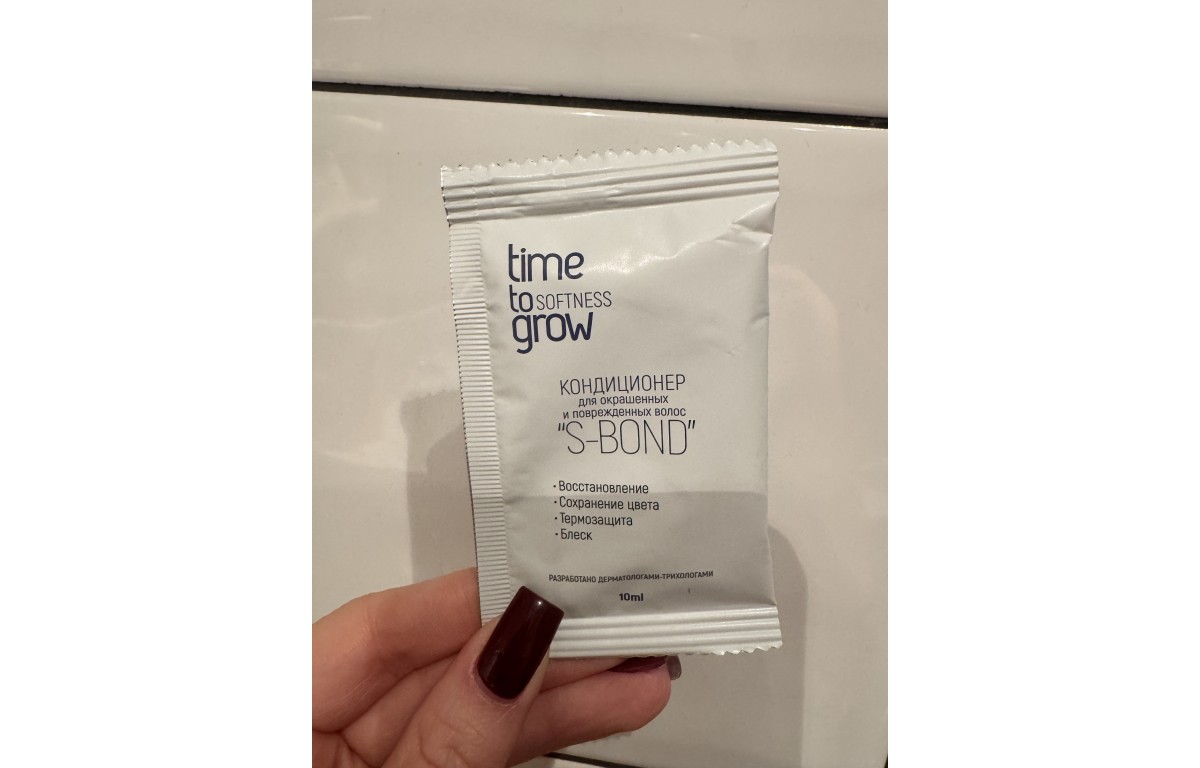 time
to SOFTNESS
grow
КОНДИЦИОНЕР
для окрашенных
и поврежденных волос
"S-BOND"
• Восстановление
• Сохранение цвета
• Термозащита
• Блеск
РАЗРАБОТАНО ДЕРМАТОЛОГАМИ-ТРИХОЛОГАМИ
10ml